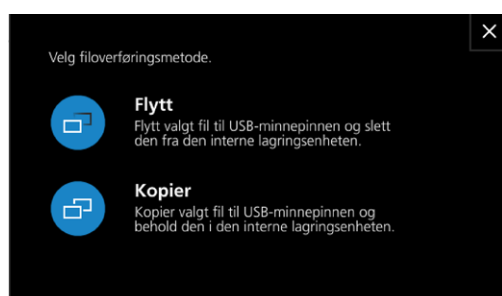 Velg filoverføringsmetode.
Flytt
Flytt valgt fil til USB-minnepinnen og slett
den fra den interne lagringsenheten.
Kopier
Kopier valgt fil til USB-minnepinnen og
behold den i den interne lagringsenheten.